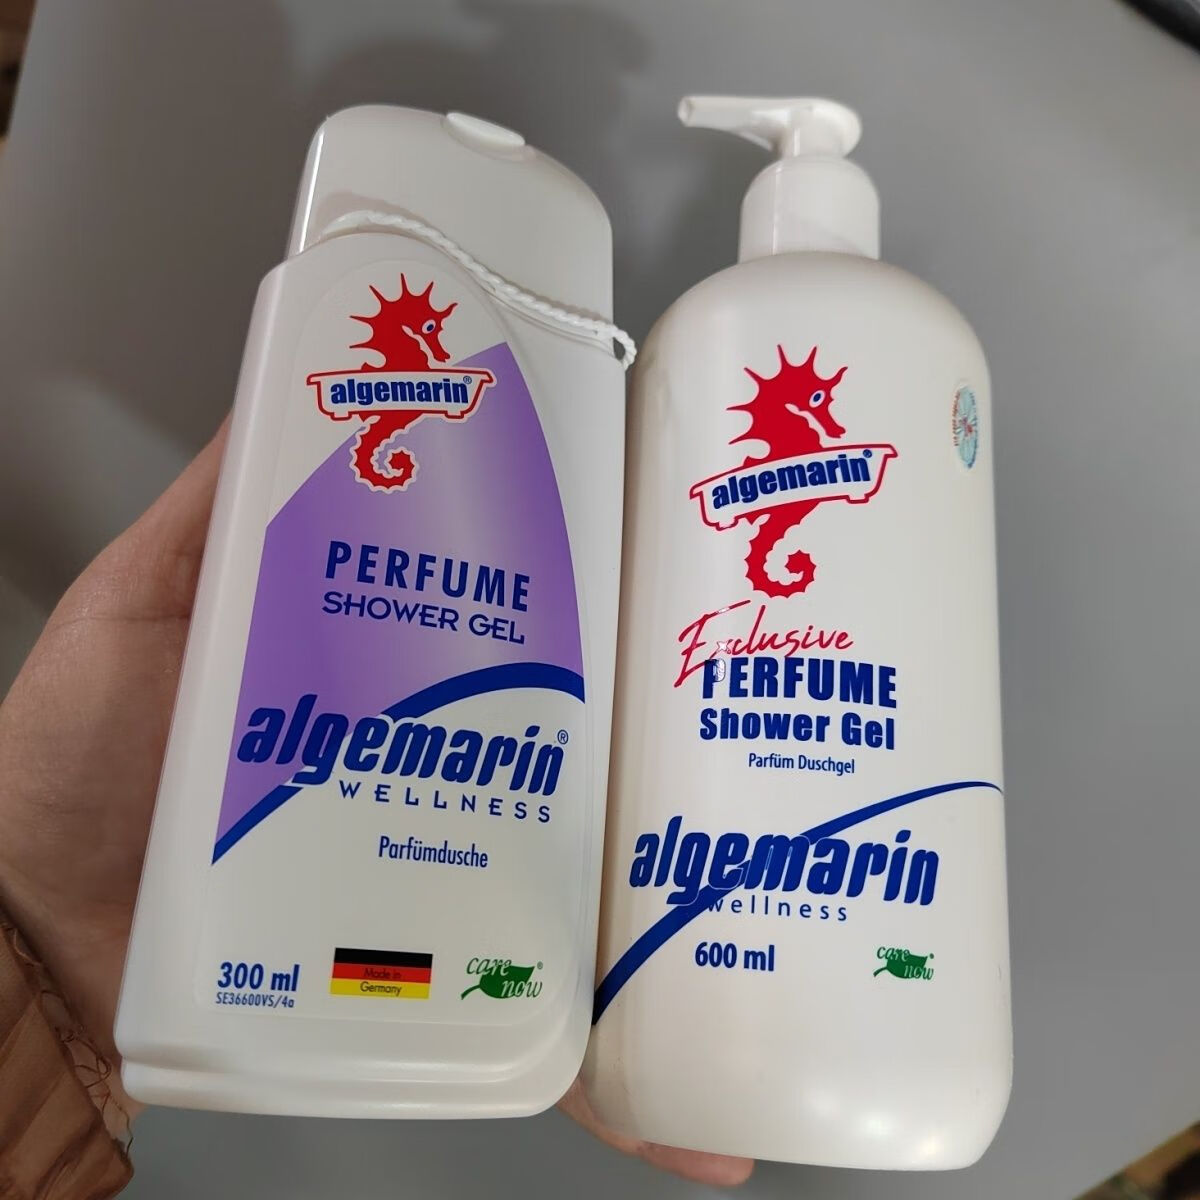 algemarin®
PERFUME
SHOWER GEL
algemarin®
WELLNESS
Parfümdusche
300 ml
SE36600VS/4a
Made in
Germany
care
now®
algemarin®
Exclusive
PERFUME
Shower Gel
Parfüm Duschgel
algemarin
wellness
600 ml
care
now®